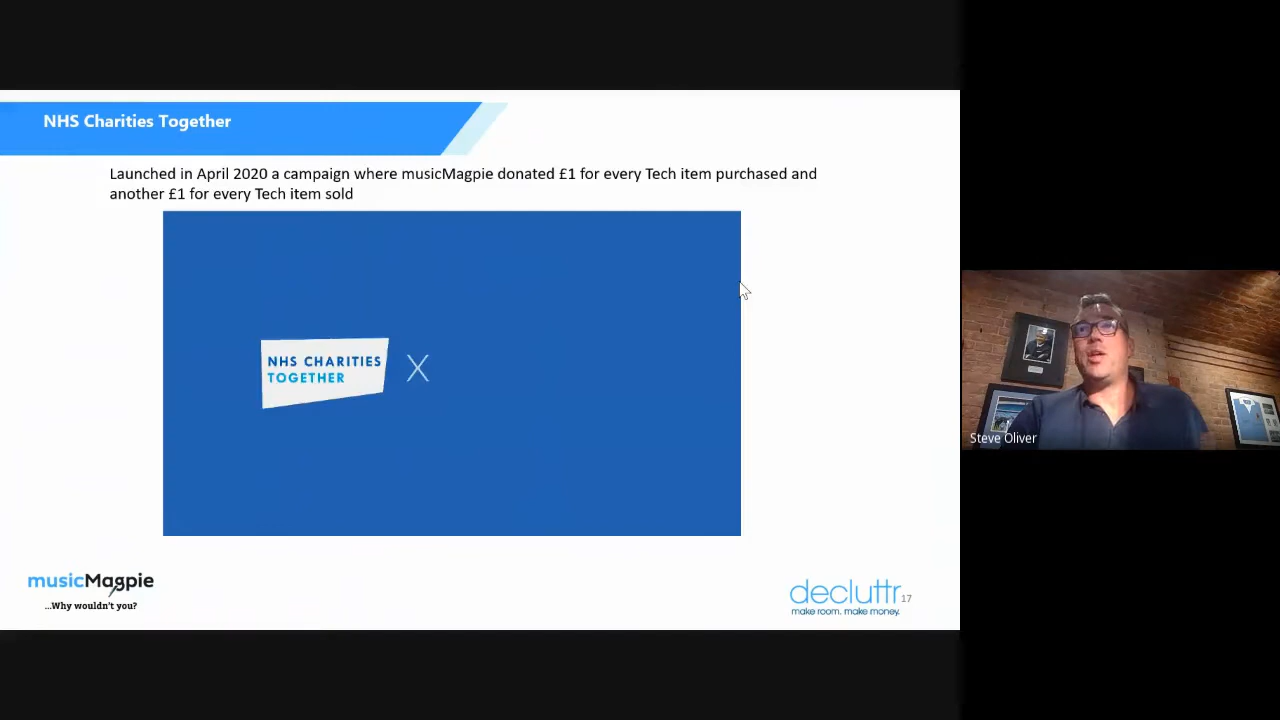 NHS Charities Together
Launched in April 2020 a campaign where musicMagpie donated £1 for every Tech item purchased and
another £1 for every Tech item sold
NHS CHARITIES
TOGETHER
X
musicMagpie
...Why wouldn't you?
decluttr
make room. make money.
17
Steve Oliver